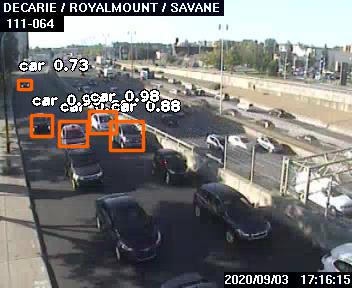 DECARIE / ROYALMOUNT / SAVANE
111-064
car 0.73
car 0.98
car 0.88
2020/09/03 17:16:15